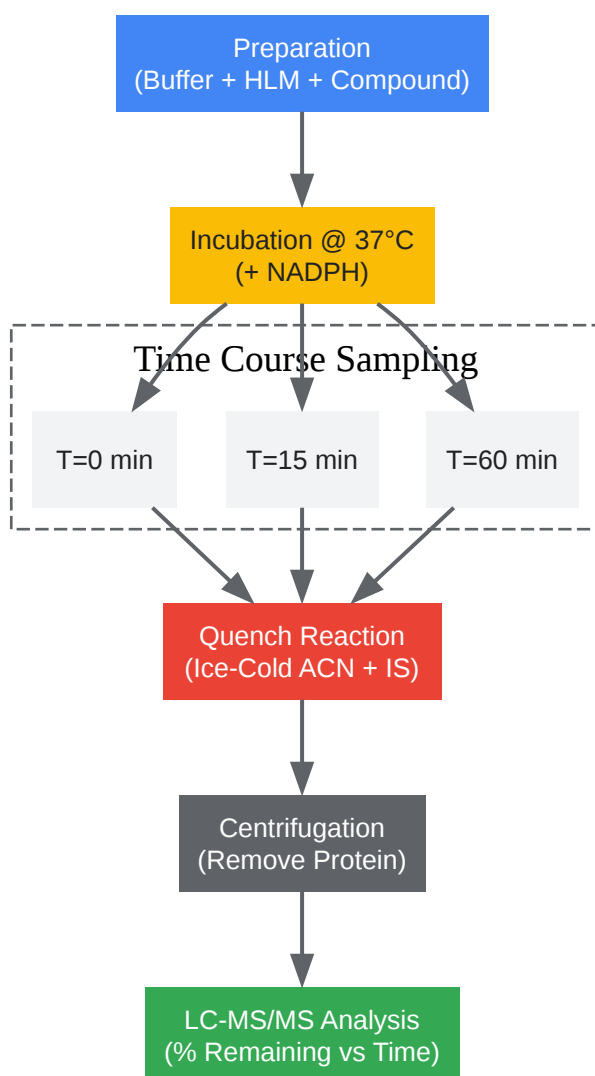 Preparation
(Buffer + HLM + Compound)
Incubation @ 37°C
(+ NADPH)
Time Course Sampling
T=0 min
T=15 min
T=60 min
Quench Reaction
(Ice-Cold ACN + IS)
Centrifugation
(Remove Protein)
LC-MS/MS Analysis
(% Remaining vs Time)